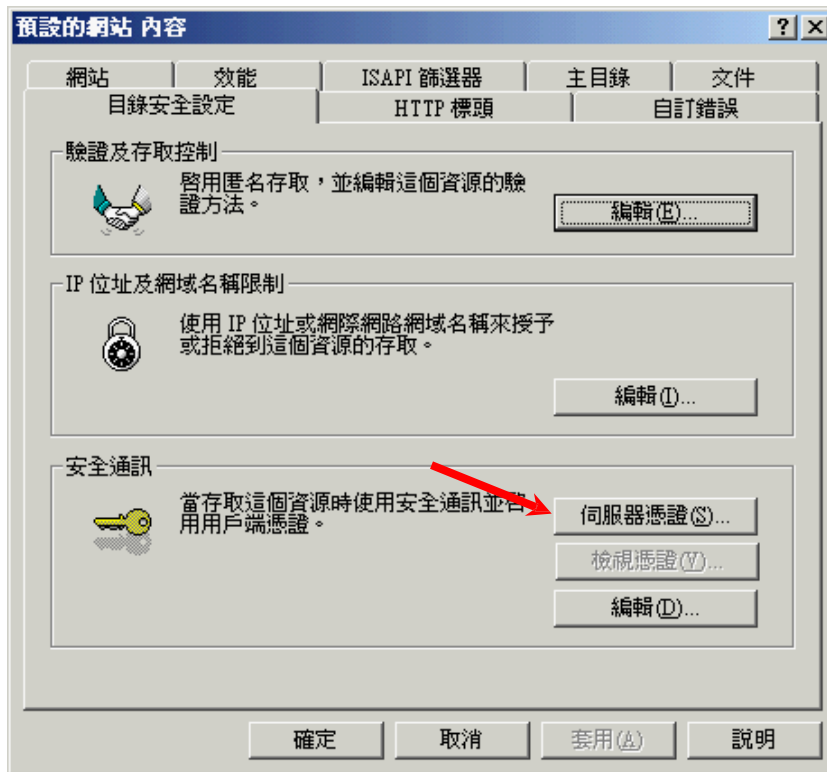 預設的網站 內容
網站 效能 ISAPI 篩選器 主目錄 文件
目錄安全設定 HTTP 標頭 自訂錯誤
驗證及存取控制
啓用匿名存取，並編輯這個資源的驗
證方法。
編輯(E)...
IP 位址及網域名稱限制
使用 IP 位址或網際網路網域名稱來授予
或拒絕到這個資源的存取。
編輯(I)...
安全通訊
當存取這個資源時使用安全通訊並啓
用用戶端憑證。
伺服器憑證(S)...
檢視憑證(V)...
編輯(D)...
確定 取消 套用(A) 說明